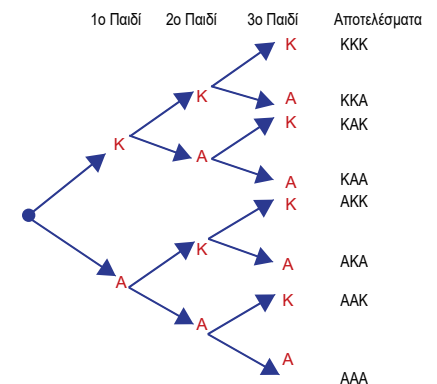 1ο Παιδί 2ο Παιδί 3ο Παιδί Αποτελέσματα
Κ ΚΚΚ
Κ
Α ΚΚΑ
Κ ΚΑΚ
Κ
Α
Α ΚΑΑ
Κ ΑΚΚ
Κ
Α ΑΚΑ
Α
Κ ΑΑΚ
Α
Α
ΑΑΑ